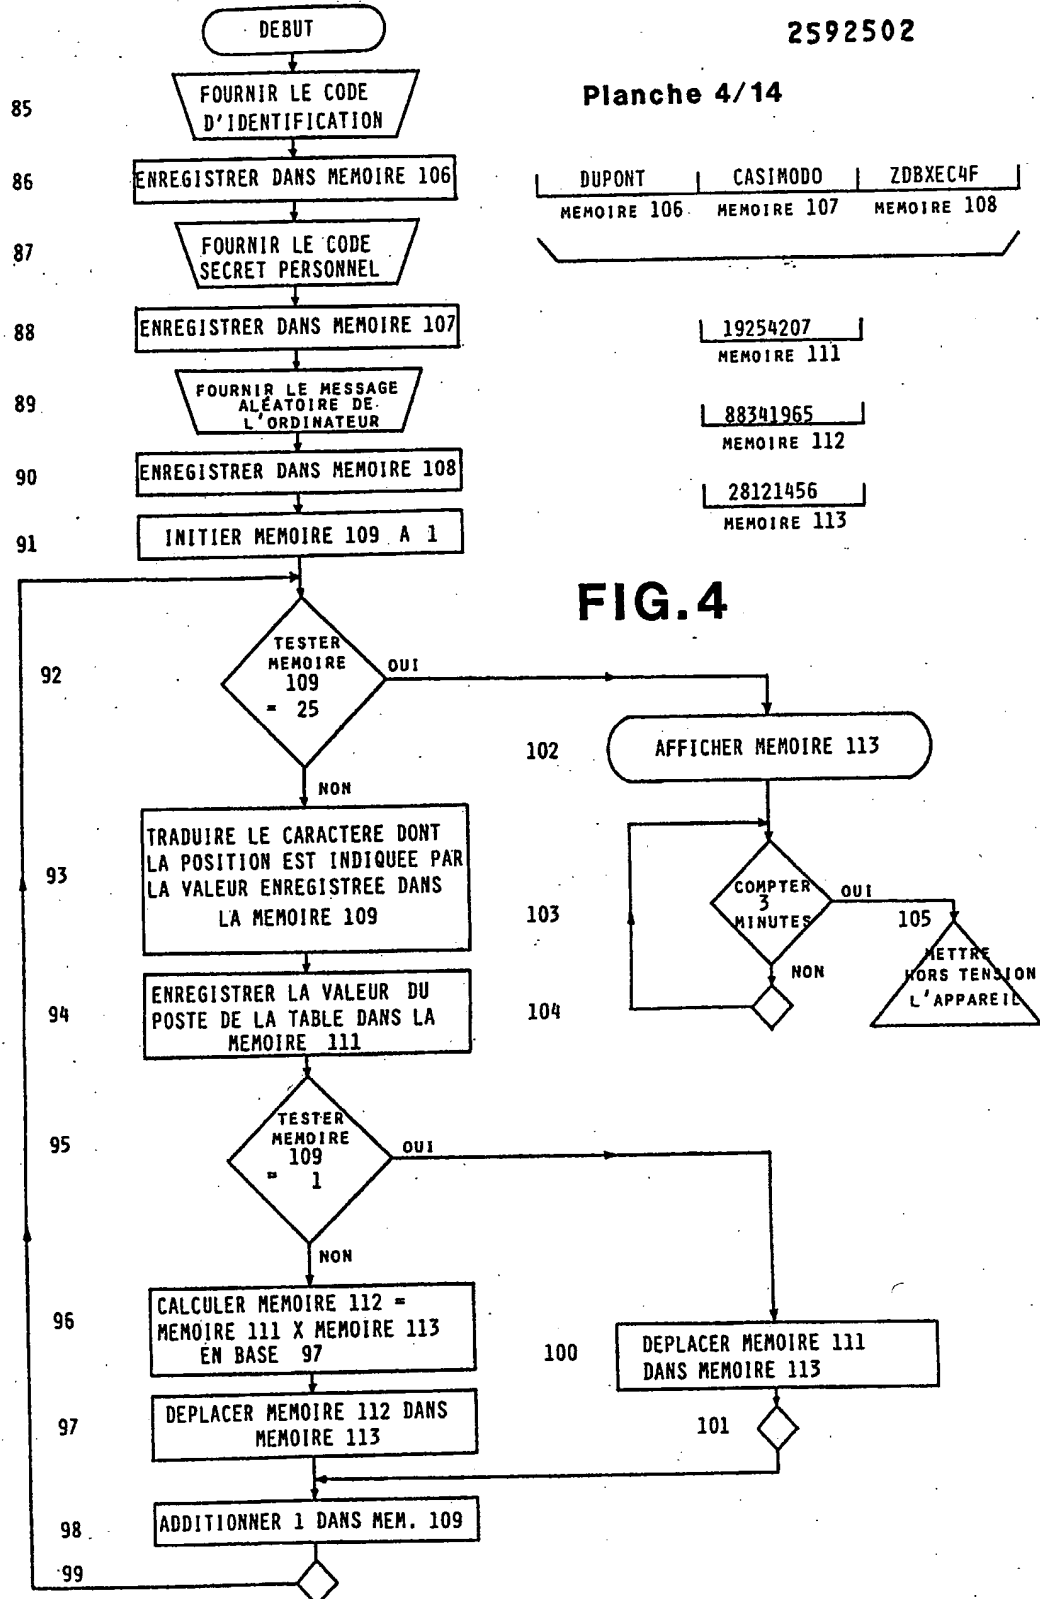 2592502
Planche 4/14
DEBUT
85
FOURNIR LE CODE
D'IDENTIFICATION
86
ENREGISTRER DANS MEMOIRE 106
87
FOURNIR LE CODE
SECRET PERSONNEL
88
ENREGISTRER DANS MEMOIRE 107
89
FOURNIR LE MESSAGE
ALÉATOIRE DE
L'ORDINATEUR
90
ENREGISTRER DANS MEMOIRE 108
91
INITIER MEMOIRE 109 A 1
DUPONT CASIMODO ZDBXEC4F
MEMOIRE 106 MEMOIRE 107 MEMOIRE 108
19254207
MEMOIRE 111
88341965
MEMOIRE 112
28121456
MEMOIRE 113
FIG.4
92
TESTER
MEMOIRE
109
= 25
OUI
NON
102
AFFICHER MEMOIRE 113
93
TRADUIRE LE CARACTERE DONT
LA POSITION EST INDIQUEE PAR
LA VALEUR ENREGISTREE DANS
LA MEMOIRE 109
103
COMPTER
3
MINUTES
OUI
NON
105
METTRE
HORS TENSION
L'APPAREIL
104
94
ENREGISTRER LA VALEUR DU
POSTE DE LA TABLE DANS LA
MEMOIRE 111
95
TESTER
MEMOIRE
109
= 1
OUI
NON
96
CALCULER MEMOIRE 112 =
MEMOIRE 111 X MEMOIRE 113
EN BASE 97
100
DEPLACER MEMOIRE 111
DANS MEMOIRE 113
97
DEPLACER MEMOIRE 112 DANS
MEMOIRE 113
101
98
ADDITIONNER 1 DANS MEM. 109
99